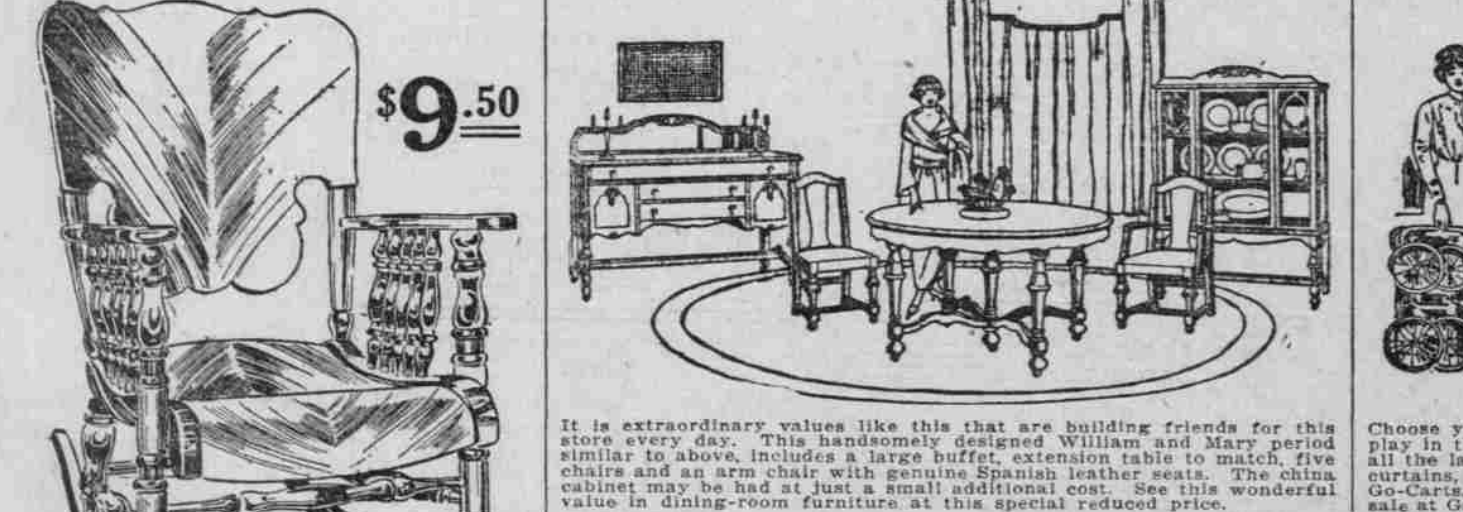 $9.50
It is extraordinary values like this that are building friends for this
store every day. This handsomely designed William and Mary period
similar to above, includes a large buffet, extension table to match, five
chairs and an arm chair with genuine Spanish leather seats. The china
cabinet may be had at just a small additional cost. See this wonderful
value in dining-room furniture at this special reduced price.
Choose
play in
all the
curtains,
Go-Carts
sale at